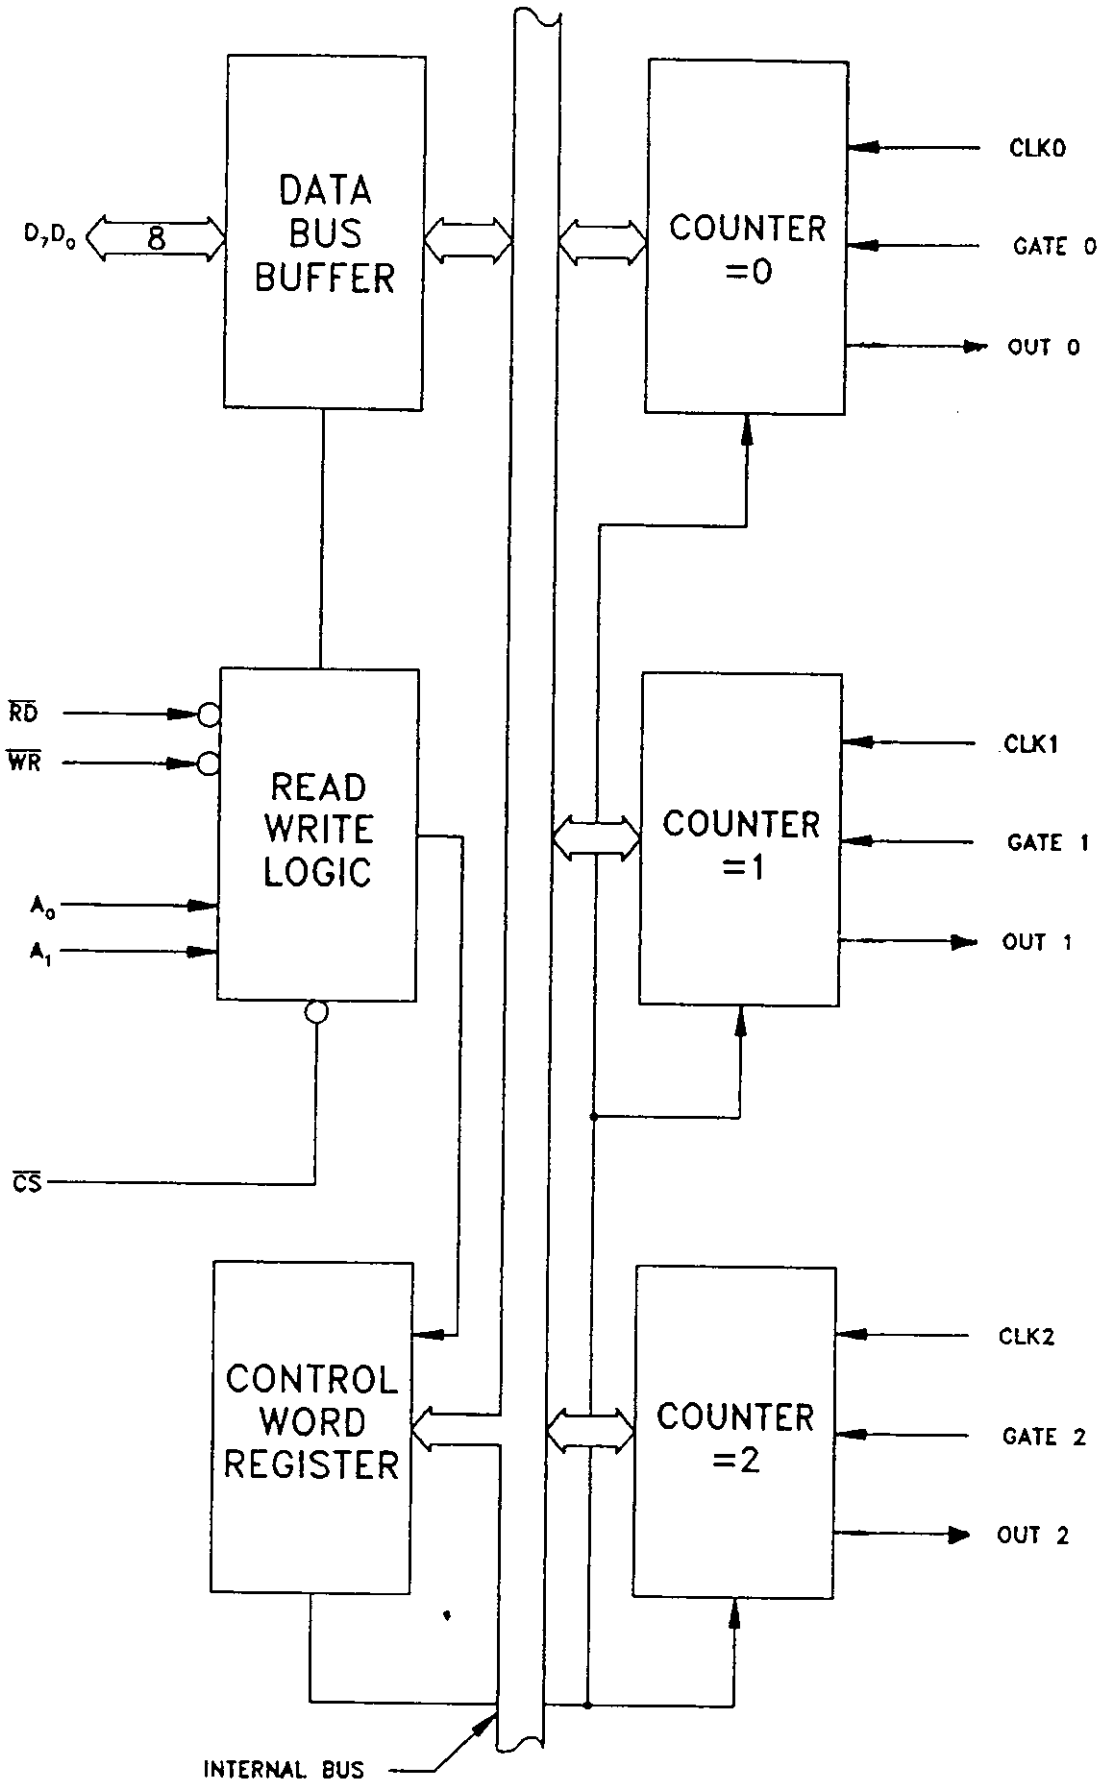 DATA
BUS
BUFFER
D₇D₀
8
COUNTER
=0
CLK0
GATE 0
OUT 0
RD
WR
READ
WRITE
LOGIC
A₀
A₁
CS
COUNTER
=1
CLK1
GATE 1
OUT 1
CONTROL
WORD
REGISTER
COUNTER
=2
CLK2
GATE 2
OUT 2
INTERNAL BUS